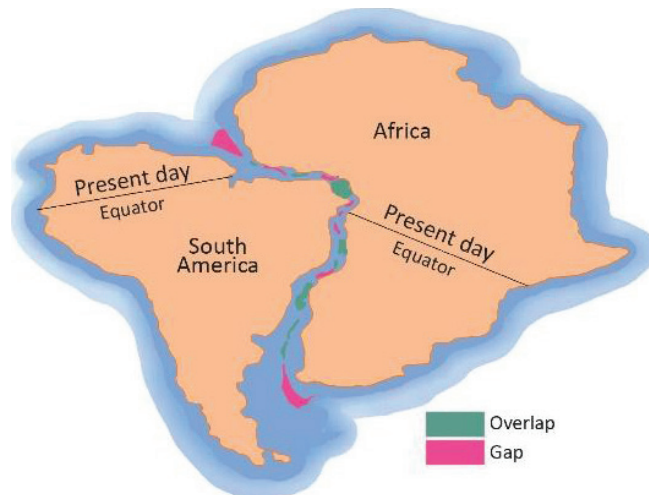 Africa
Present day
Equator
South
America
Present day
Equator
Overlap
Gap